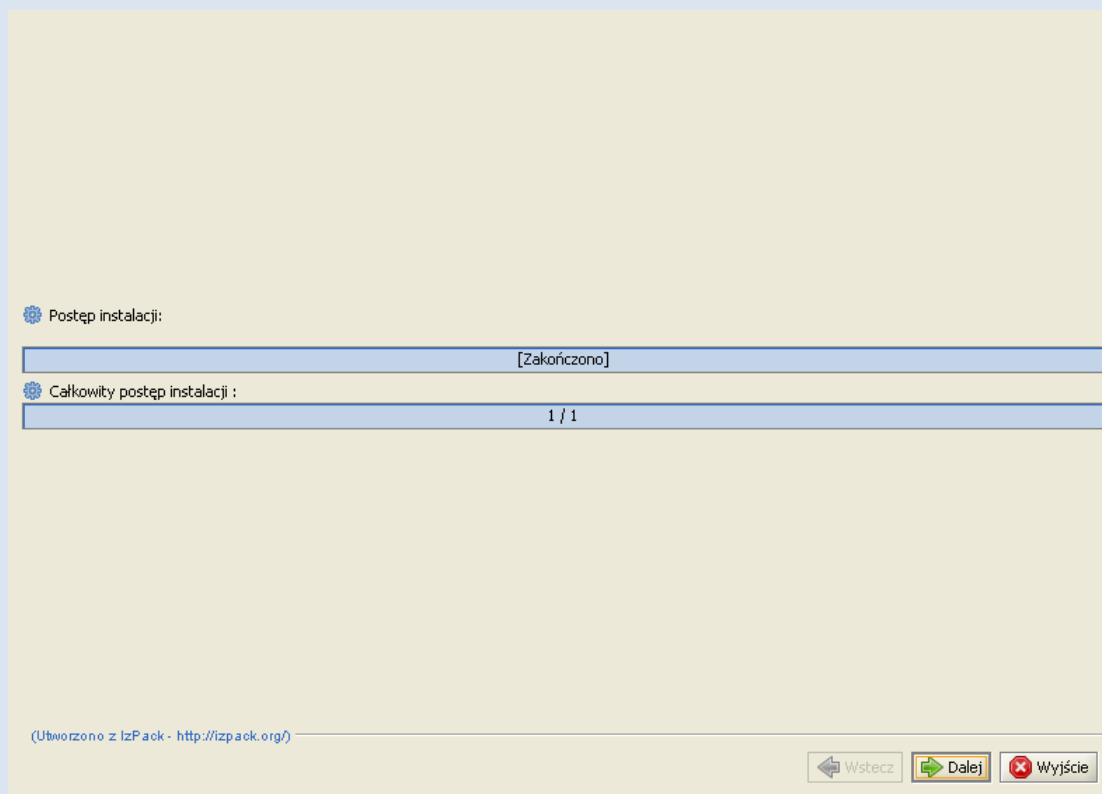 Postęp instalacji:
[Zakończono]
Całkowity postęp instalacji :
1 / 1
(Utworzono z IzPack - http://izpack.org/)
Wstecz Dalej Wyjście